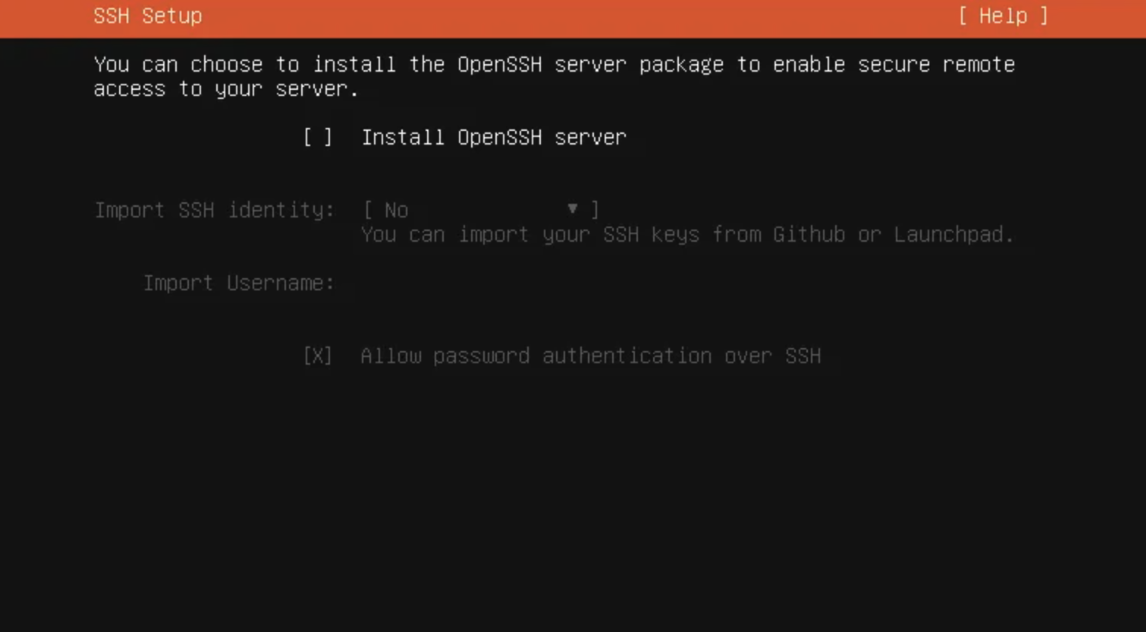 SSH Setup [ Help ]
You can choose to install the OpenSSH server package to enable secure remote
access to your server.
[ ] Install OpenSSH server
Import SSH identity: [ No ▾ ]
You can import your SSH keys from Github or Launchpad.
Import Username:
[X] Allow password authentication over SSH